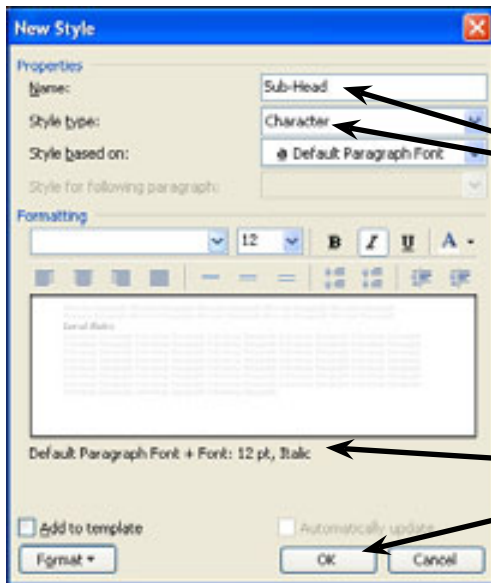 New Style
Properties
Name: Sub-Head
Style type: Character
Style based on: a Default Paragraph Font
Style for following paragraph:
Formatting
12 B I U A
Default Paragraph Font + Font: 12 pt, Italic
Add to template Automatically update
Format OK Cancel